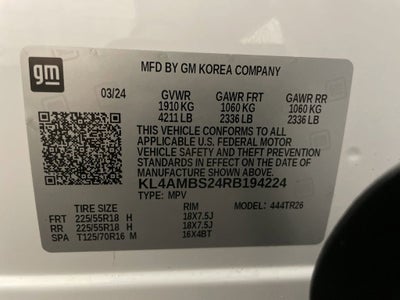 gm
MFD BY GM KOREA COMPANY
03/24 GVWR GAWR FRT GAWR RR
1910 KG 1060 KG 1060 KG
4211 LB 2336 LB 2336 LB
THIS VEHICLE CONFORMS TO ALL
APPLICABLE U.S. FEDERAL MOTOR
VEHICLE SAFETY AND THEFT PREVENTION
STANDARDS IN EFFECT ON THE DATE OF
MANUFACTURE SHOWN ABOVE.
KL4AMBS24RB194224
TYPE: MPV
TIRE SIZE RIM MODEL: 444TR26
FRT 225/55R18 H 18X7.5J
RR 225/55R18 H 18X7.5J
SPA T125/70R16 M 16X4BT